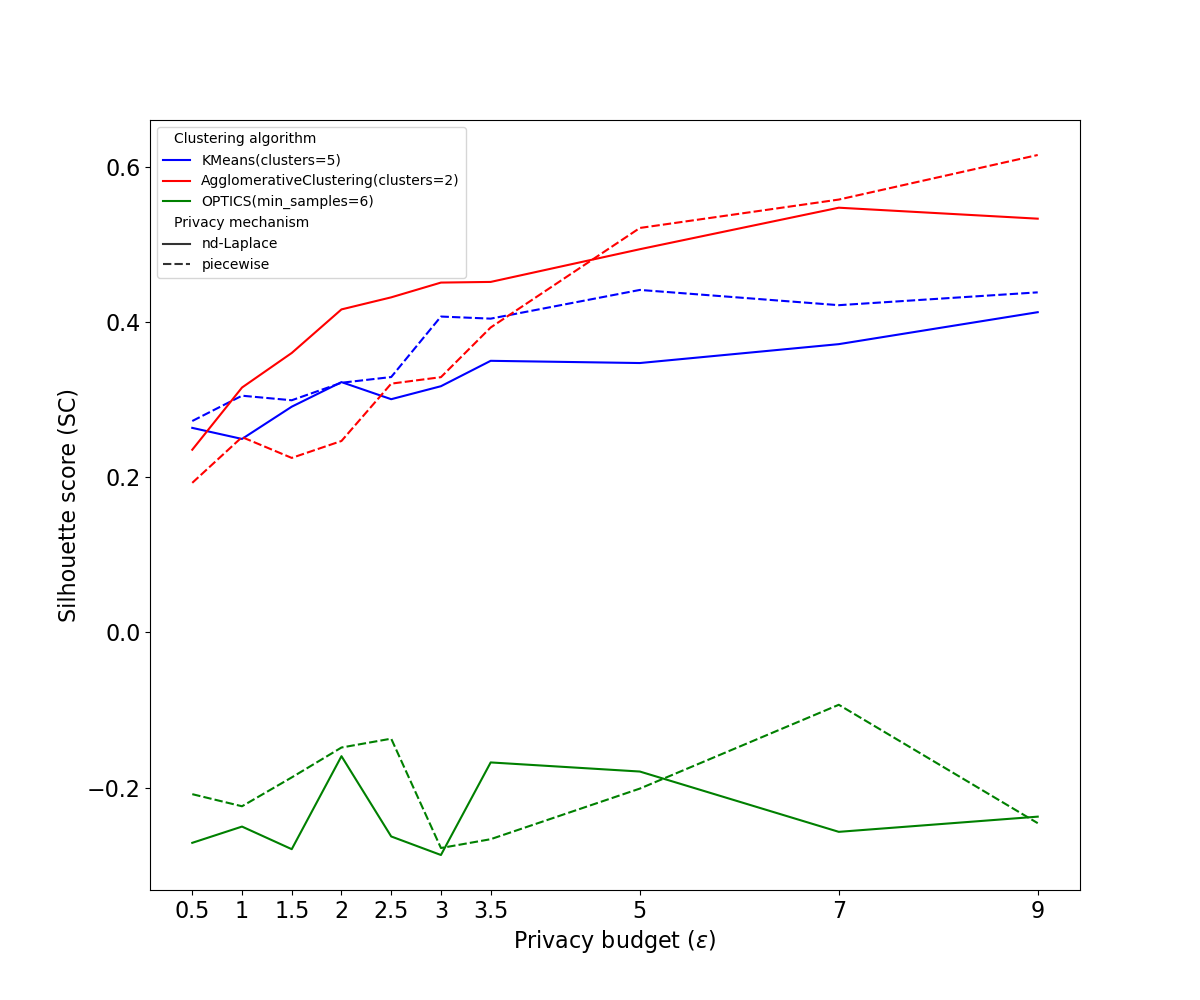 Clustering algorithm
KMeans(clusters=5)
AgglomerativeClustering(clusters=2)
OPTICS(min_samples=6)
Privacy mechanism
nd-Laplace
piecewise
0.6
0.4
0.2
0.0
−0.2
Silhouette score (SC)
0.5 1 1.5 2 2.5 3 3.5 5 7 9
Privacy budget (ε)